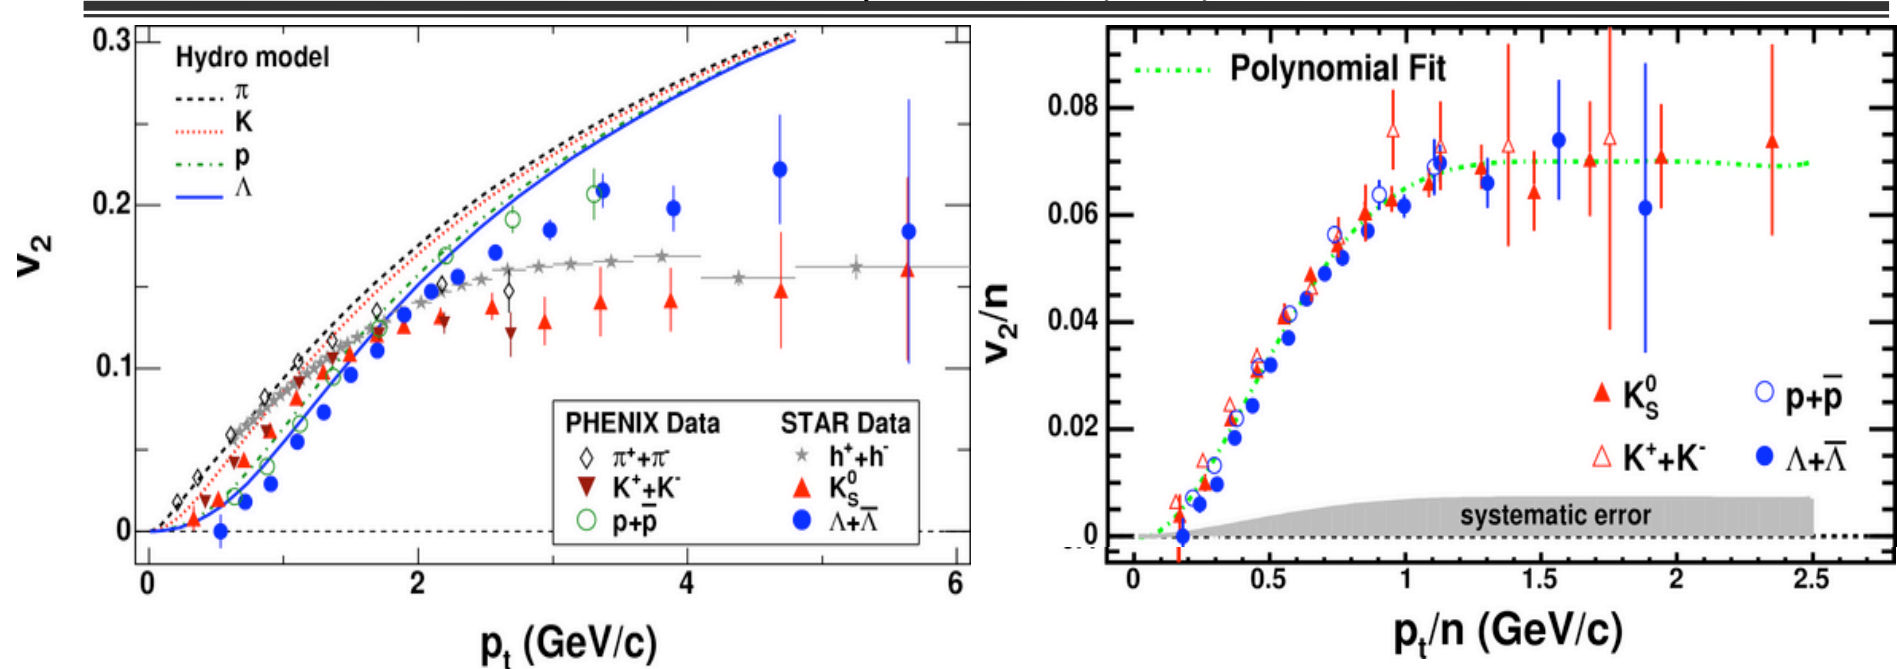 0.3
0.2
0.1
0
v₂
Hydro model
π
K
p
Λ
PHENIX Data
STAR Data
π⁺+π⁻
h⁺+h⁻
K⁺+K⁻
K⁰S
p+p̅
Λ+Λ̅
0 2 4 6
pₜ (GeV/c)
Polynomial Fit
0.08
0.06
0.04
0.02
0
v₂/n
K⁰S
p+p̅
K⁺+K⁻
Λ+Λ̅
systematic error
0 0.5 1 1.5 2 2.5
pₜ/n (GeV/c)